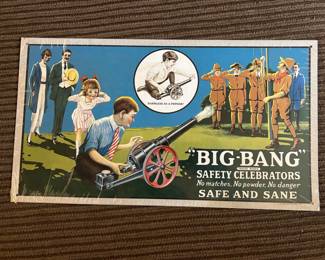 HARMLESS AS A POPGUN!
"BIG-BANG"
SAFETY CELEBRATORS
No matches. No powder. No danger
SAFE AND SANE